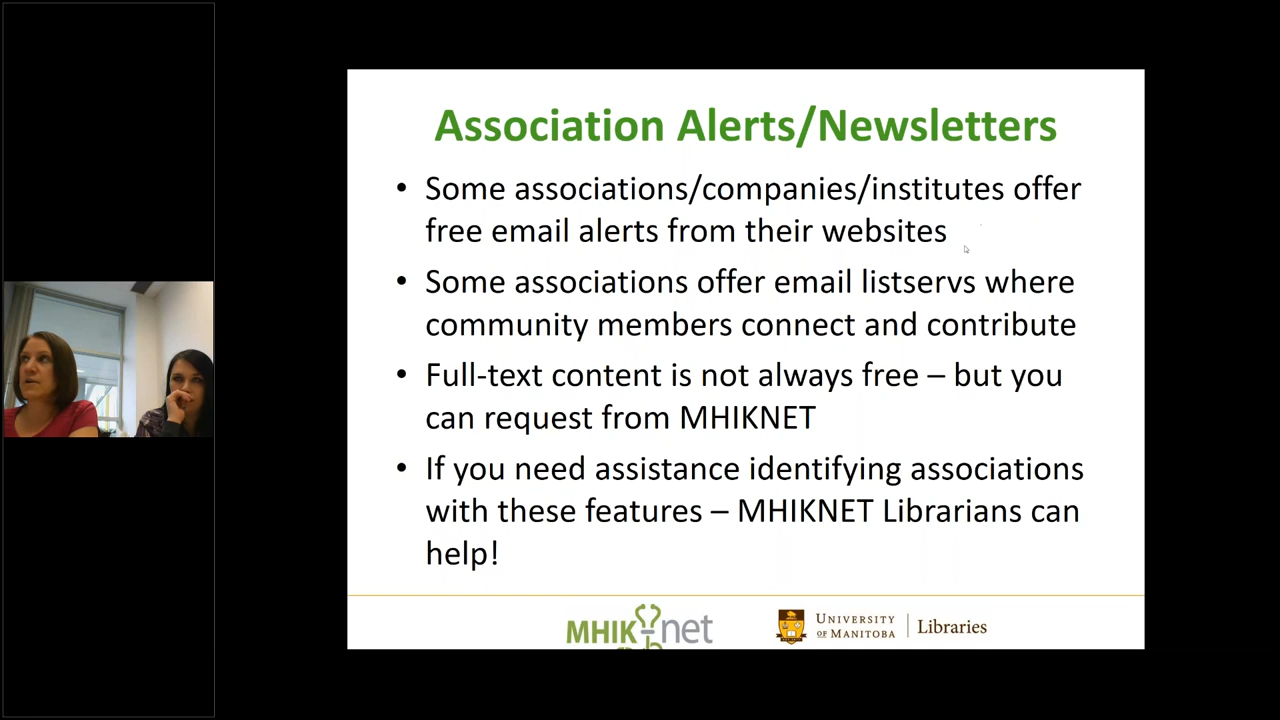 Association Alerts/Newsletters
• Some associations/companies/institutes offer
free email alerts from their websites
• Some associations offer email listservs where
community members connect and contribute
• Full-text content is not always free – but you
can request from MHIKNET
• If you need assistance identifying associations
with these features – MHIKNET Librarians can
help!
MHIKnet
UNIVERSITY
OF MANITOBA
Libraries